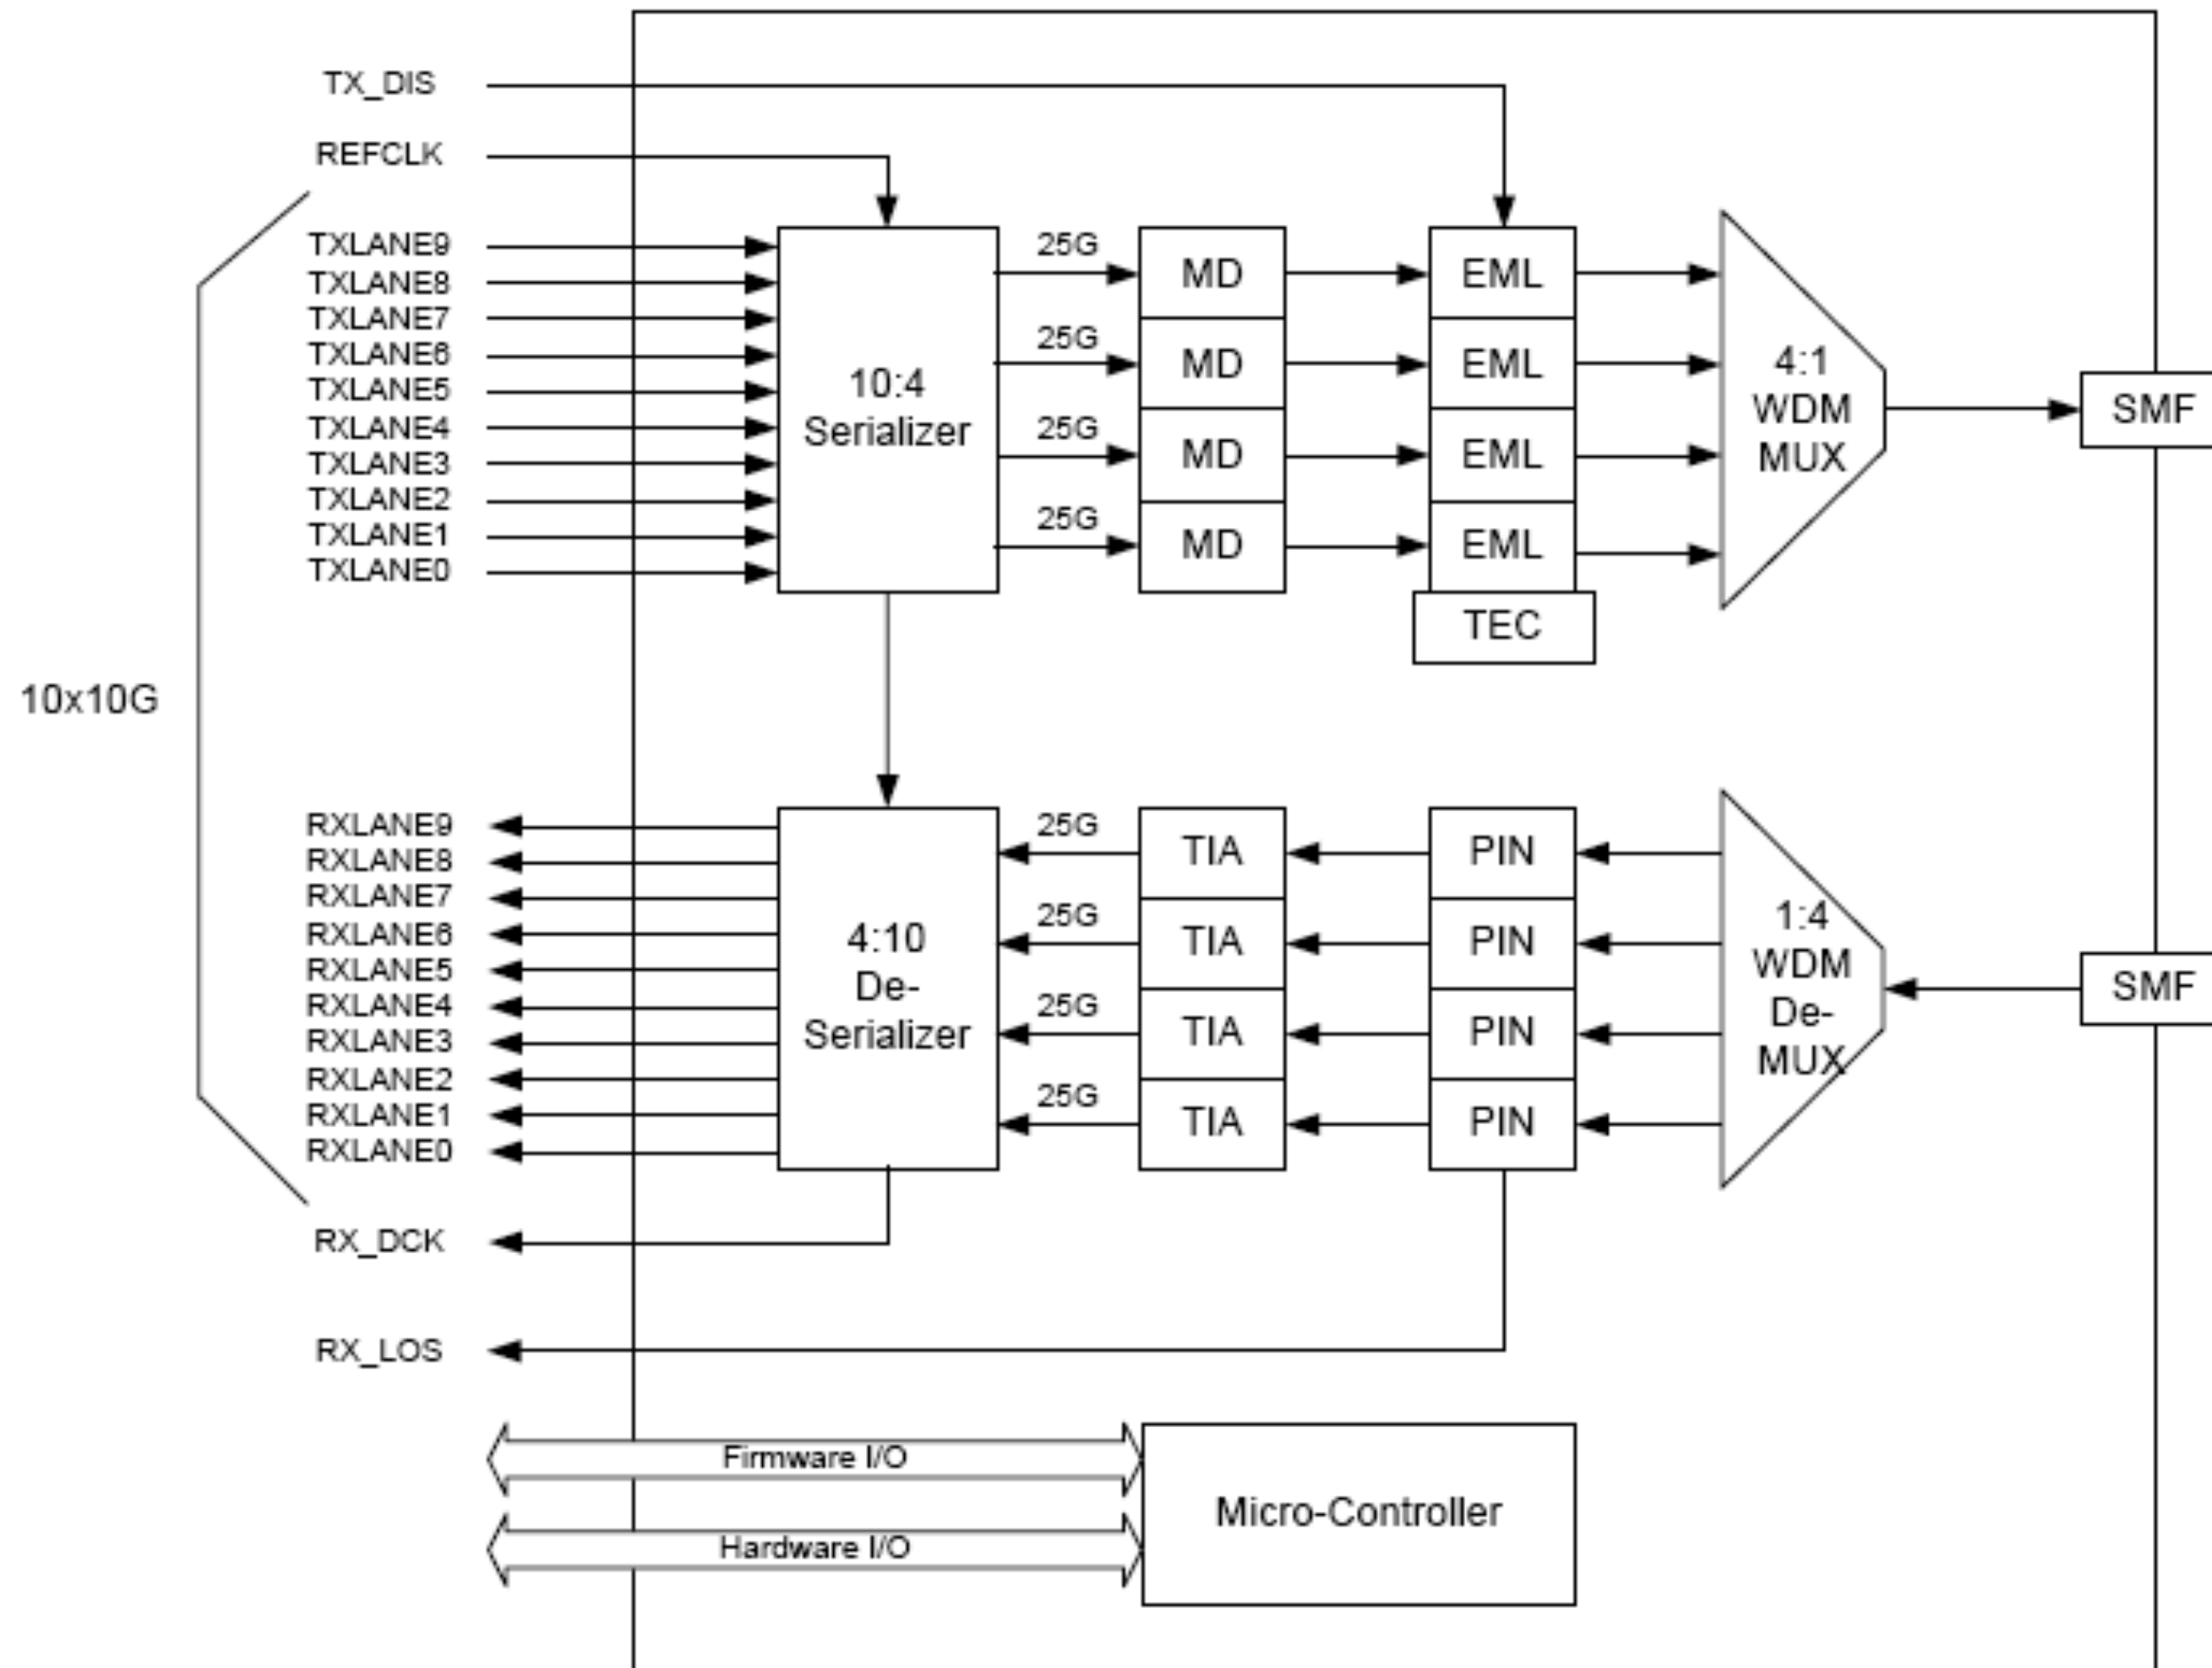 TX_DIS
REFCLK
TXLANE9
TXLANE8
TXLANE7
TXLANE6
TXLANE5
TXLANE4
TXLANE3
TXLANE2
TXLANE1
TXLANE0
10:4
Serializer
25G
25G
25G
25G
MD
MD
MD
MD
EML
EML
EML
EML
TEC
4:1
WDM
MUX
SMF
10x10G
RXLANE9
RXLANE8
RXLANE7
RXLANE6
RXLANE5
RXLANE4
RXLANE3
RXLANE2
RXLANE1
RXLANE0
4:10
De-
Serializer
25G
25G
25G
25G
TIA
TIA
TIA
TIA
PIN
PIN
PIN
PIN
1:4
WDM
De-
MUX
SMF
RX_DCK
RX_LOS
Firmware I/O
Hardware I/O
Micro-Controller